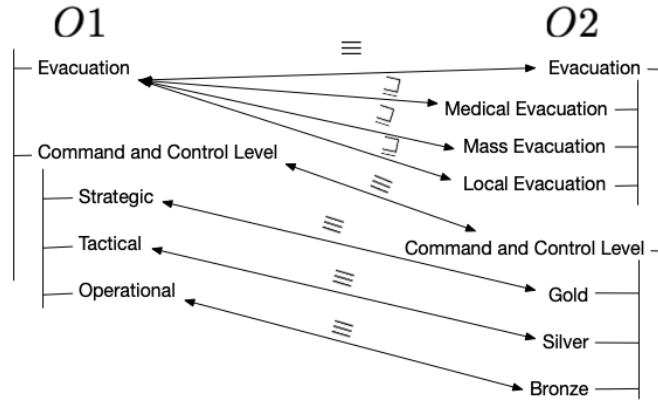 O1
O2
≡
Evacuation
Evacuation
⊒
Medical Evacuation
⊒
Mass Evacuation
⊒
Local Evacuation
Command and Control Level
≡
Command and Control Level
Strategic
≡
Gold
Tactical
≡
Silver
Operational
≡
Bronze